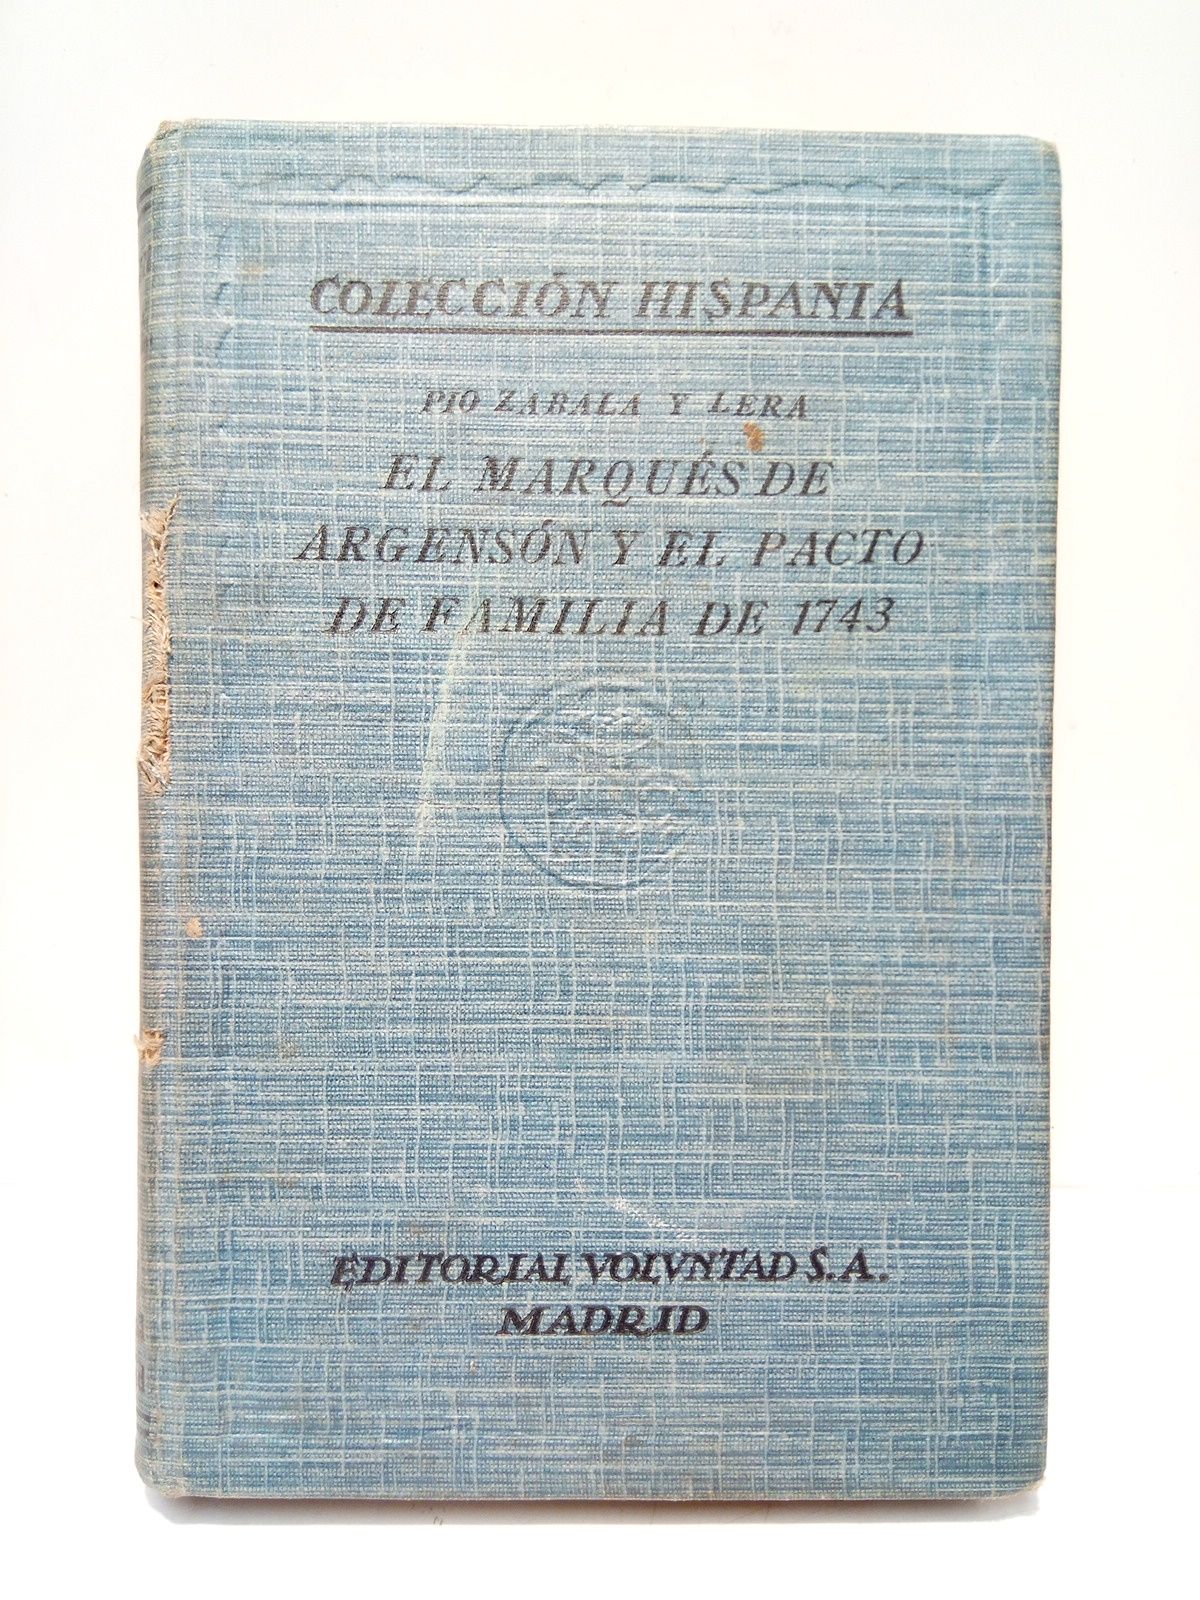 COLECCIÓN HISPANIA
PIO ZABALA Y LERA
EL MARQUÉS DE
ARGENSÓN Y EL PACTO
DE FAMILIA DE 1743
EDITORIAL VOLVNTAD S.A.
MADRID